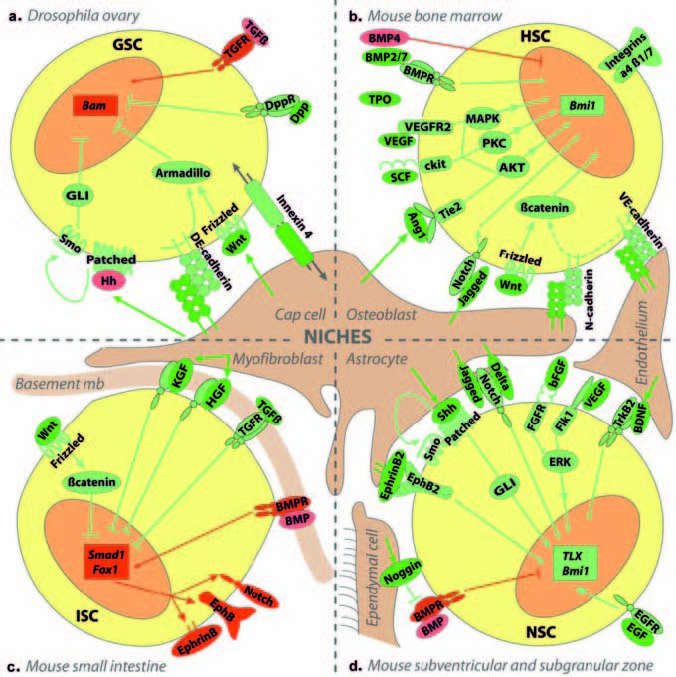 a. Drosophila ovary
GSC
TGFß
TGFR
Bam
DppR
DPP
Armadillo
GLI
Smo
Patched
Hh
DE-cadherin
Frizzled
Wnt
Innexin 4
Cap cell
b. Mouse bone marrow
HSC
BMP4
BMP2/7
BMPR
Integrins
a4 ß1/7
TPO
Bmi1
MAPK
VEGFR2
VEGF
PKC
ckit
SCF
AKT
Tie2
Ang1
ßcatenin
VE-cadherin
Notch
Jagged
Frizzled
Wnt
N-cadherin
Osteoblast
Endothelium
NICHES
Myofibroblast
Basement mb
KGF
HGF
TGFß
TGFR
Wnt
Frizzled
ßcatenin
BMPR
BMP
Smad1
Fox1
Notch
EphB
EphrinB
ISC
c. Mouse small intestine
Astrocyte
Shh
Patched
Smo
Jagged
Notch
Delta
bFGF
FGFR
VEGF
Flk1
TrkB2
BDNF
ERK
EphrinB2
EphB2
GLI
Ependymal cell
Noggin
BMPR
BMP
TLX
Bmi1
EGFR
EGF
NSC
d. Mouse subventricular and subgranular zone